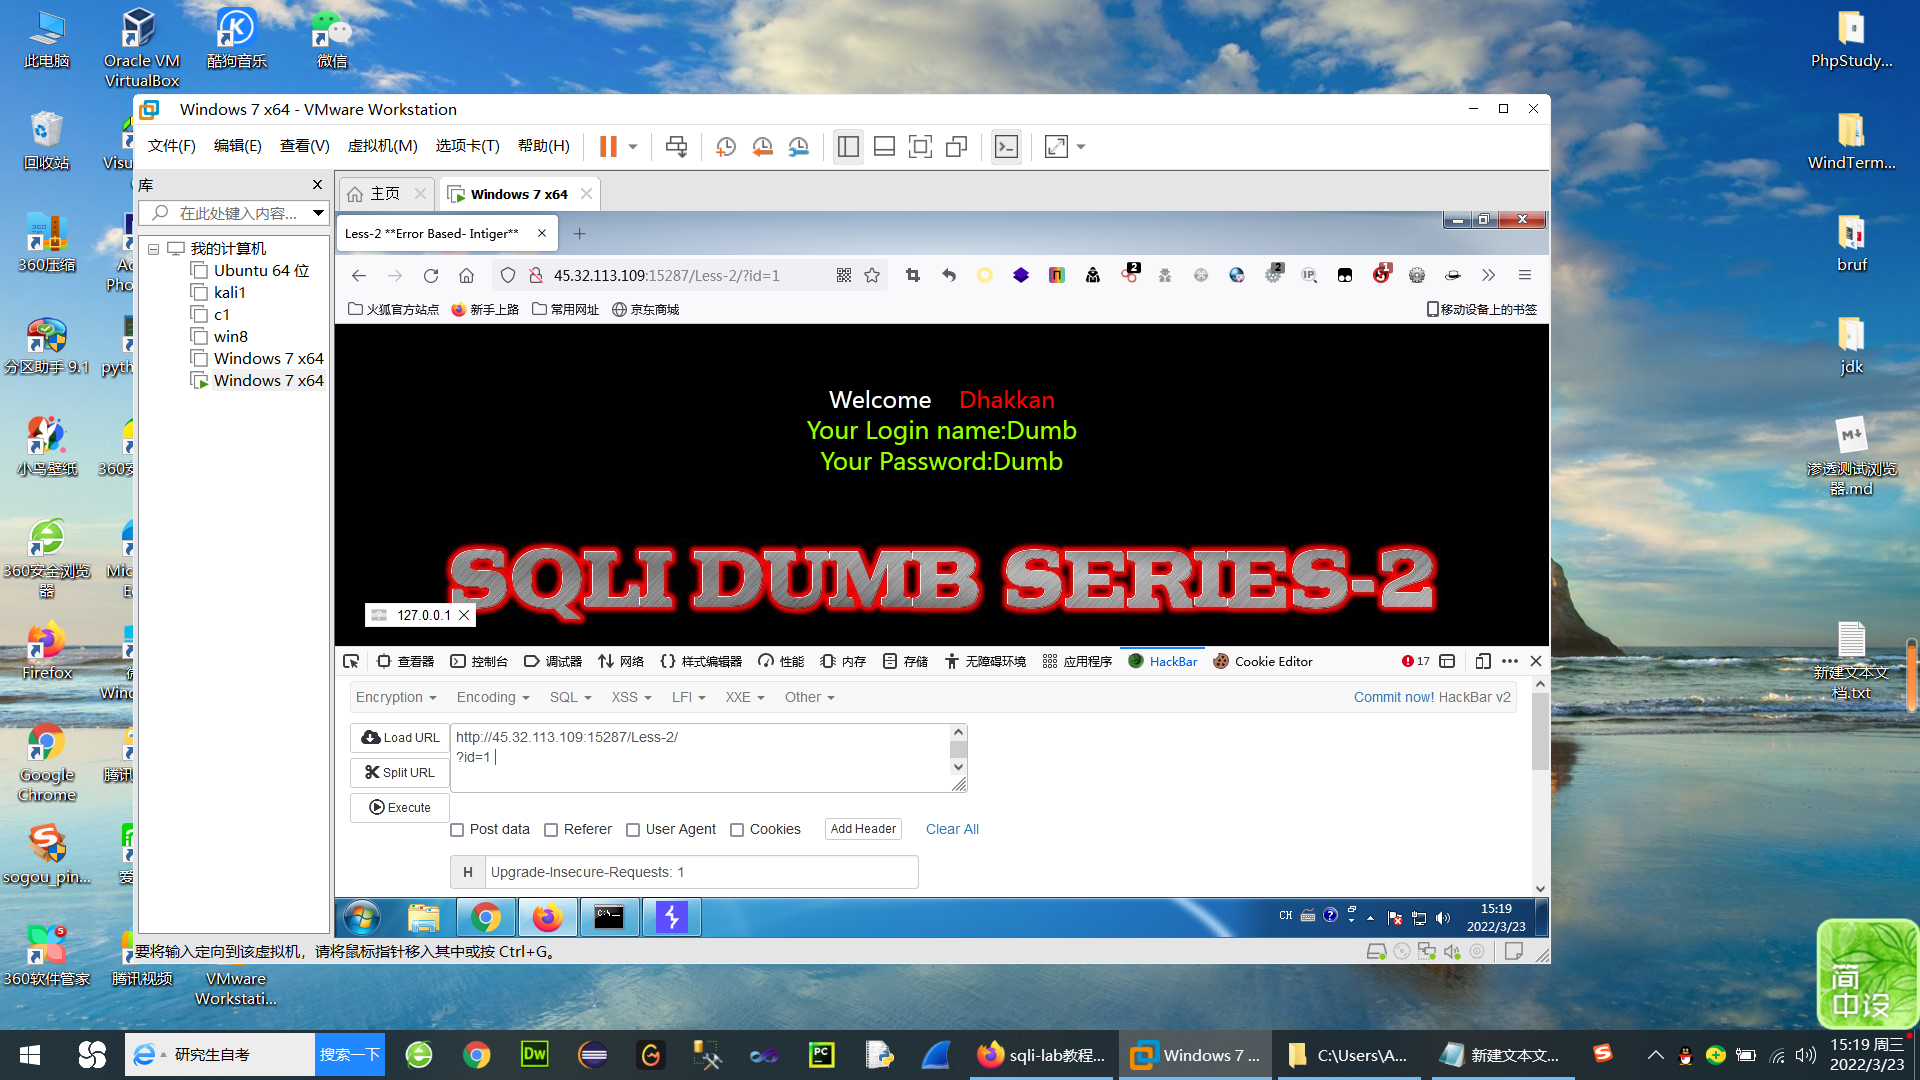 此电脑
Oracle VM
VirtualBox
酷狗音乐
微信
PhpStudy...
回收站
WindTerm...
360压缩
bruf
分区助手 9.1
jdk
小鸟壁纸
渗透测试浏览
器.md
360安全浏览
器
Firefox
新建文本文
档.txt
Google
Chrome
sogou_pin...
360软件管家
腾讯视频
VMware
Workstati...
Windows 7 x64 - VMware Workstation
文件(F) 编辑(E) 查看(V) 虚拟机(M) 选项卡(T) 帮助(H)
库
在此处键入内容...
我的计算机
Ubuntu 64 位
kali1
c1
win8
Windows 7 x64
Windows 7 x64
主页
Windows 7 x64
Less-2 **Error Based- Intiger**
45.32.113.109:15287/Less-2/?id=1
2
2
IP
1
火狐官方站点 新手上路 常用网址 京东商城 移动设备上的书签
Welcome Dhakkan
Your Login name:Dumb
Your Password:Dumb
SQLI DUMB SERIES-2
127.0.0.1
查看器 控制台 调试器 网络 样式编辑器 性能 内存 存储 无障碍环境 应用程序 HackBar Cookie Editor 17
Encryption Encoding SQL XSS LFI XXE Other Commit now! HackBar v2
Load URL
Split URL
Execute
http://45.32.113.109:15287/Less-2/
?id=1
Post data Referer User Agent Cookies Add Header Clear All
H Upgrade-Insecure-Requests: 1
CH
15:19
2022/3/23
要将输入定向到该虚拟机，请将鼠标指针移入其中或按 Ctrl+G。
简
中 设
研究生自考 搜索一下
Dw
PC
sqli-lab教程...
Windows 7 ...
C:\Users\A...
新建文本文...
15:19 周三
2022/3/23